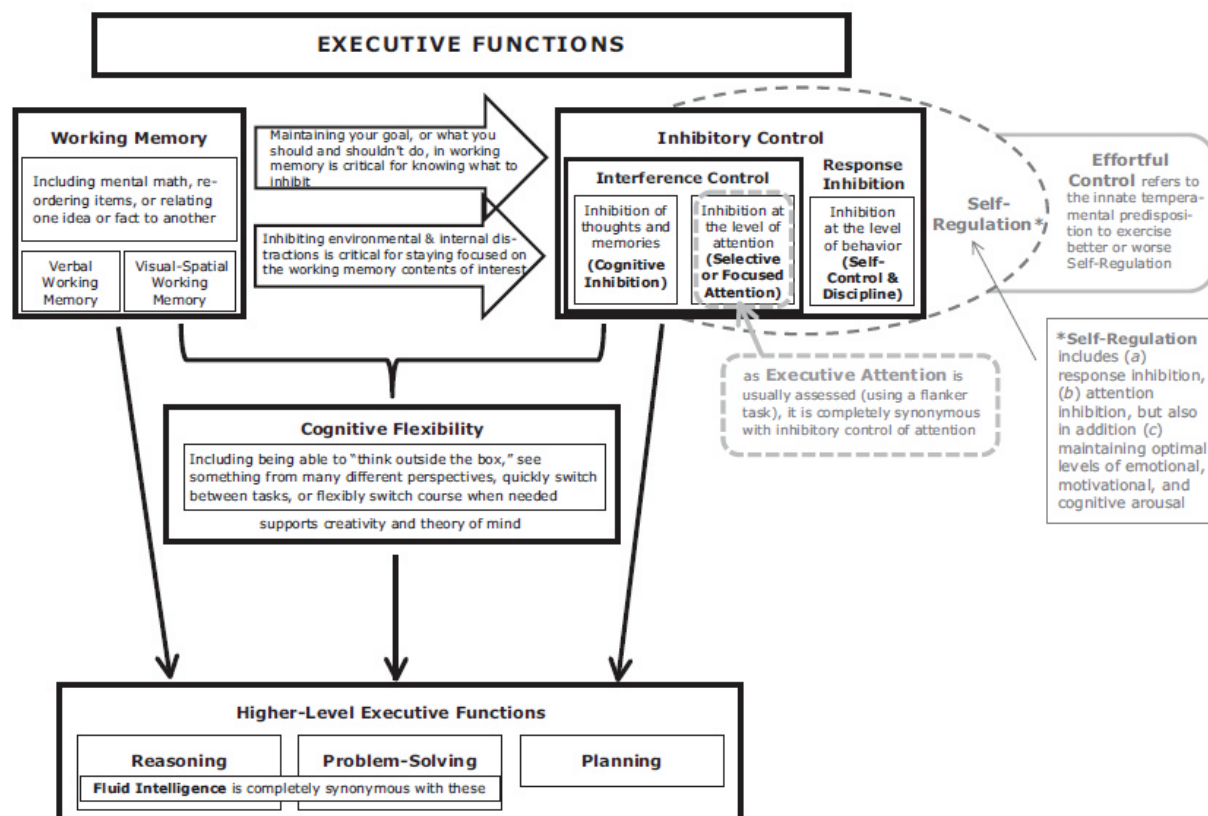 EXECUTIVE FUNCTIONS
Working Memory
Including mental math, re-
ordering items, or relating
one idea or fact to another
Verbal
Working
Memory
Visual-Spatial
Working
Memory
Maintaining your goal, or what you
should and shouldn't do, in working
memory is critical for knowing what to
inhibit
Inhibiting environmental & internal dis-
tractions is critical for staying focused
on the working memory contents of interest
Inhibitory Control
Interference Control
Inhibition of
thoughts and
memories
(Cognitive
Inhibition)
Inhibition at
the level of
attention
(Selective
or Focused
Attention)
Response
Inhibition
Inhibition
at the level
of behavior
(Self-
Control &
Discipline)
Self-
Regulation*
Effortful
Control refers to
the innate tempera-
mental predisposi-
tion to exercise
better or worse
Self-Regulation
*Self-Regulation
includes (a)
response inhibition,
(b) attention
inhibition, but also
in addition (c)
maintaining optimal
levels of emotional,
motivational, and
cognitive arousal
as Executive Attention is
usually assessed (using a flanker
task), it is completely synonymous
with inhibitory control of attention
Cognitive Flexibility
Including being able to "think outside the box," see
something from many different perspectives, quickly switch
between tasks, or flexibly switch course when needed
supports creativity and theory of mind
Higher-Level Executive Functions
Reasoning
Problem-Solving
Planning
Fluid Intelligence is completely synonymous with these